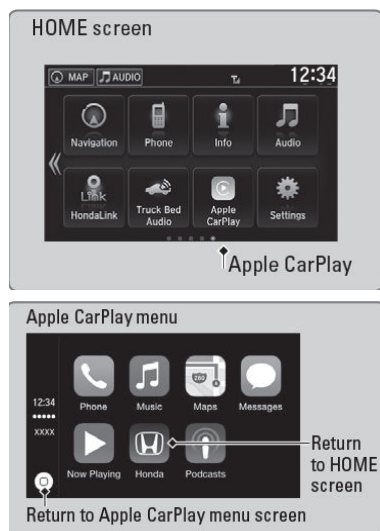 HOME screen
MAP AUDIO 12:34
Navigation Phone Info Audio
Link
HondaLink Truck Bed Audio Apple CarPlay Settings
Apple CarPlay
Apple CarPlay menu
280
12:34 Phone Music Maps Messages
XXXX
Now Playing Honda Podcasts
Return to HOME screen
Return to Apple CarPlay menu screen